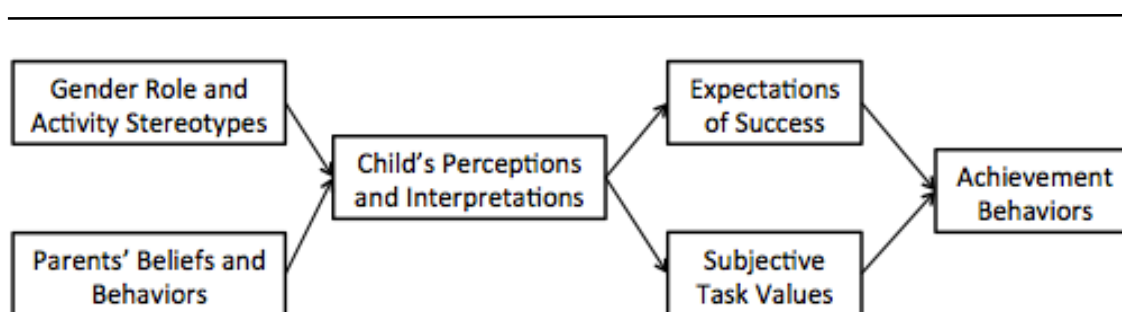 Gender Role and
Activity Stereotypes
Parents' Beliefs and
Behaviors
Child's Perceptions
and Interpretations
Expectations
of Success
Subjective
Task Values
Achievement
Behaviors